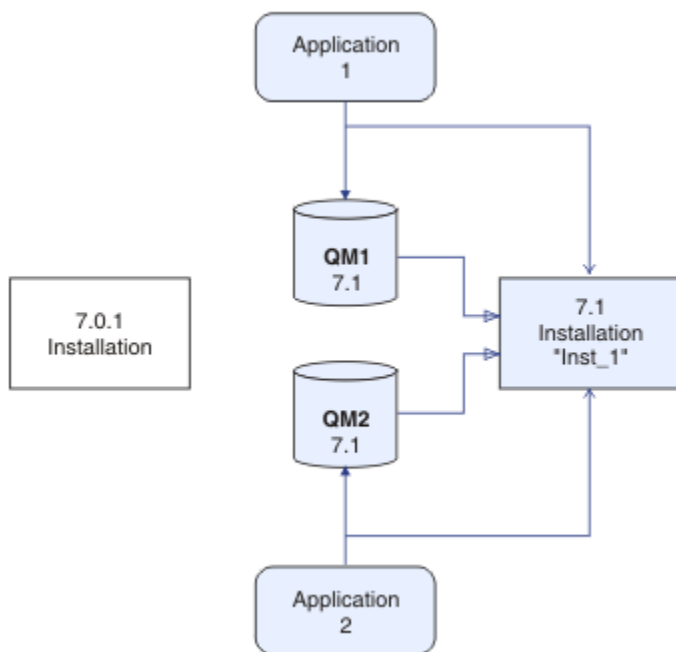 Application
1
QM1
7.1
7.0.1
Installation
7.1
Installation
"Inst_1"
QM2
7.1
Application
2